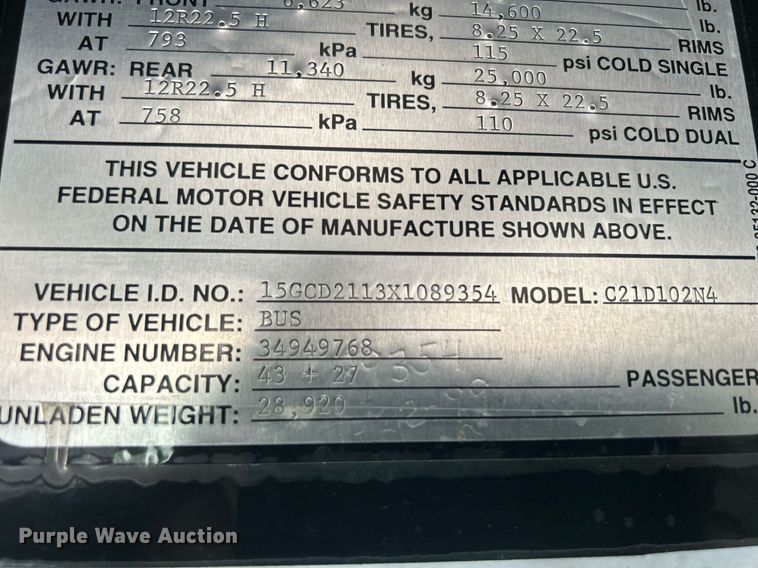 GAWR: FRONT 6,623 kg 14,600 lb.
WITH 12R22.5 H TIRES, 8.25 X 22.5 RIMS
AT 793 kPa 115 psi COLD SINGLE
GAWR: REAR 11,340 kg 25,000 lb.
WITH 12R22.5 H TIRES, 8.25 X 22.5 RIMS
AT 758 kPa 110 psi COLD DUAL
THIS VEHICLE CONFORMS TO ALL APPLICABLE U.S.
FEDERAL MOTOR VEHICLE SAFETY STANDARDS IN EFFECT
ON THE DATE OF MANUFACTURE SHOWN ABOVE.
VEHICLE I.D. NO.: 15GCD2113X1089354 MODEL: C21D102N4
TYPE OF VEHICLE: BUS
ENGINE NUMBER: 34949768
CAPACITY: 43 + 27 PASSENGER
UNLADEN WEIGHT: 28,920 lb.
Purple Wave Auction